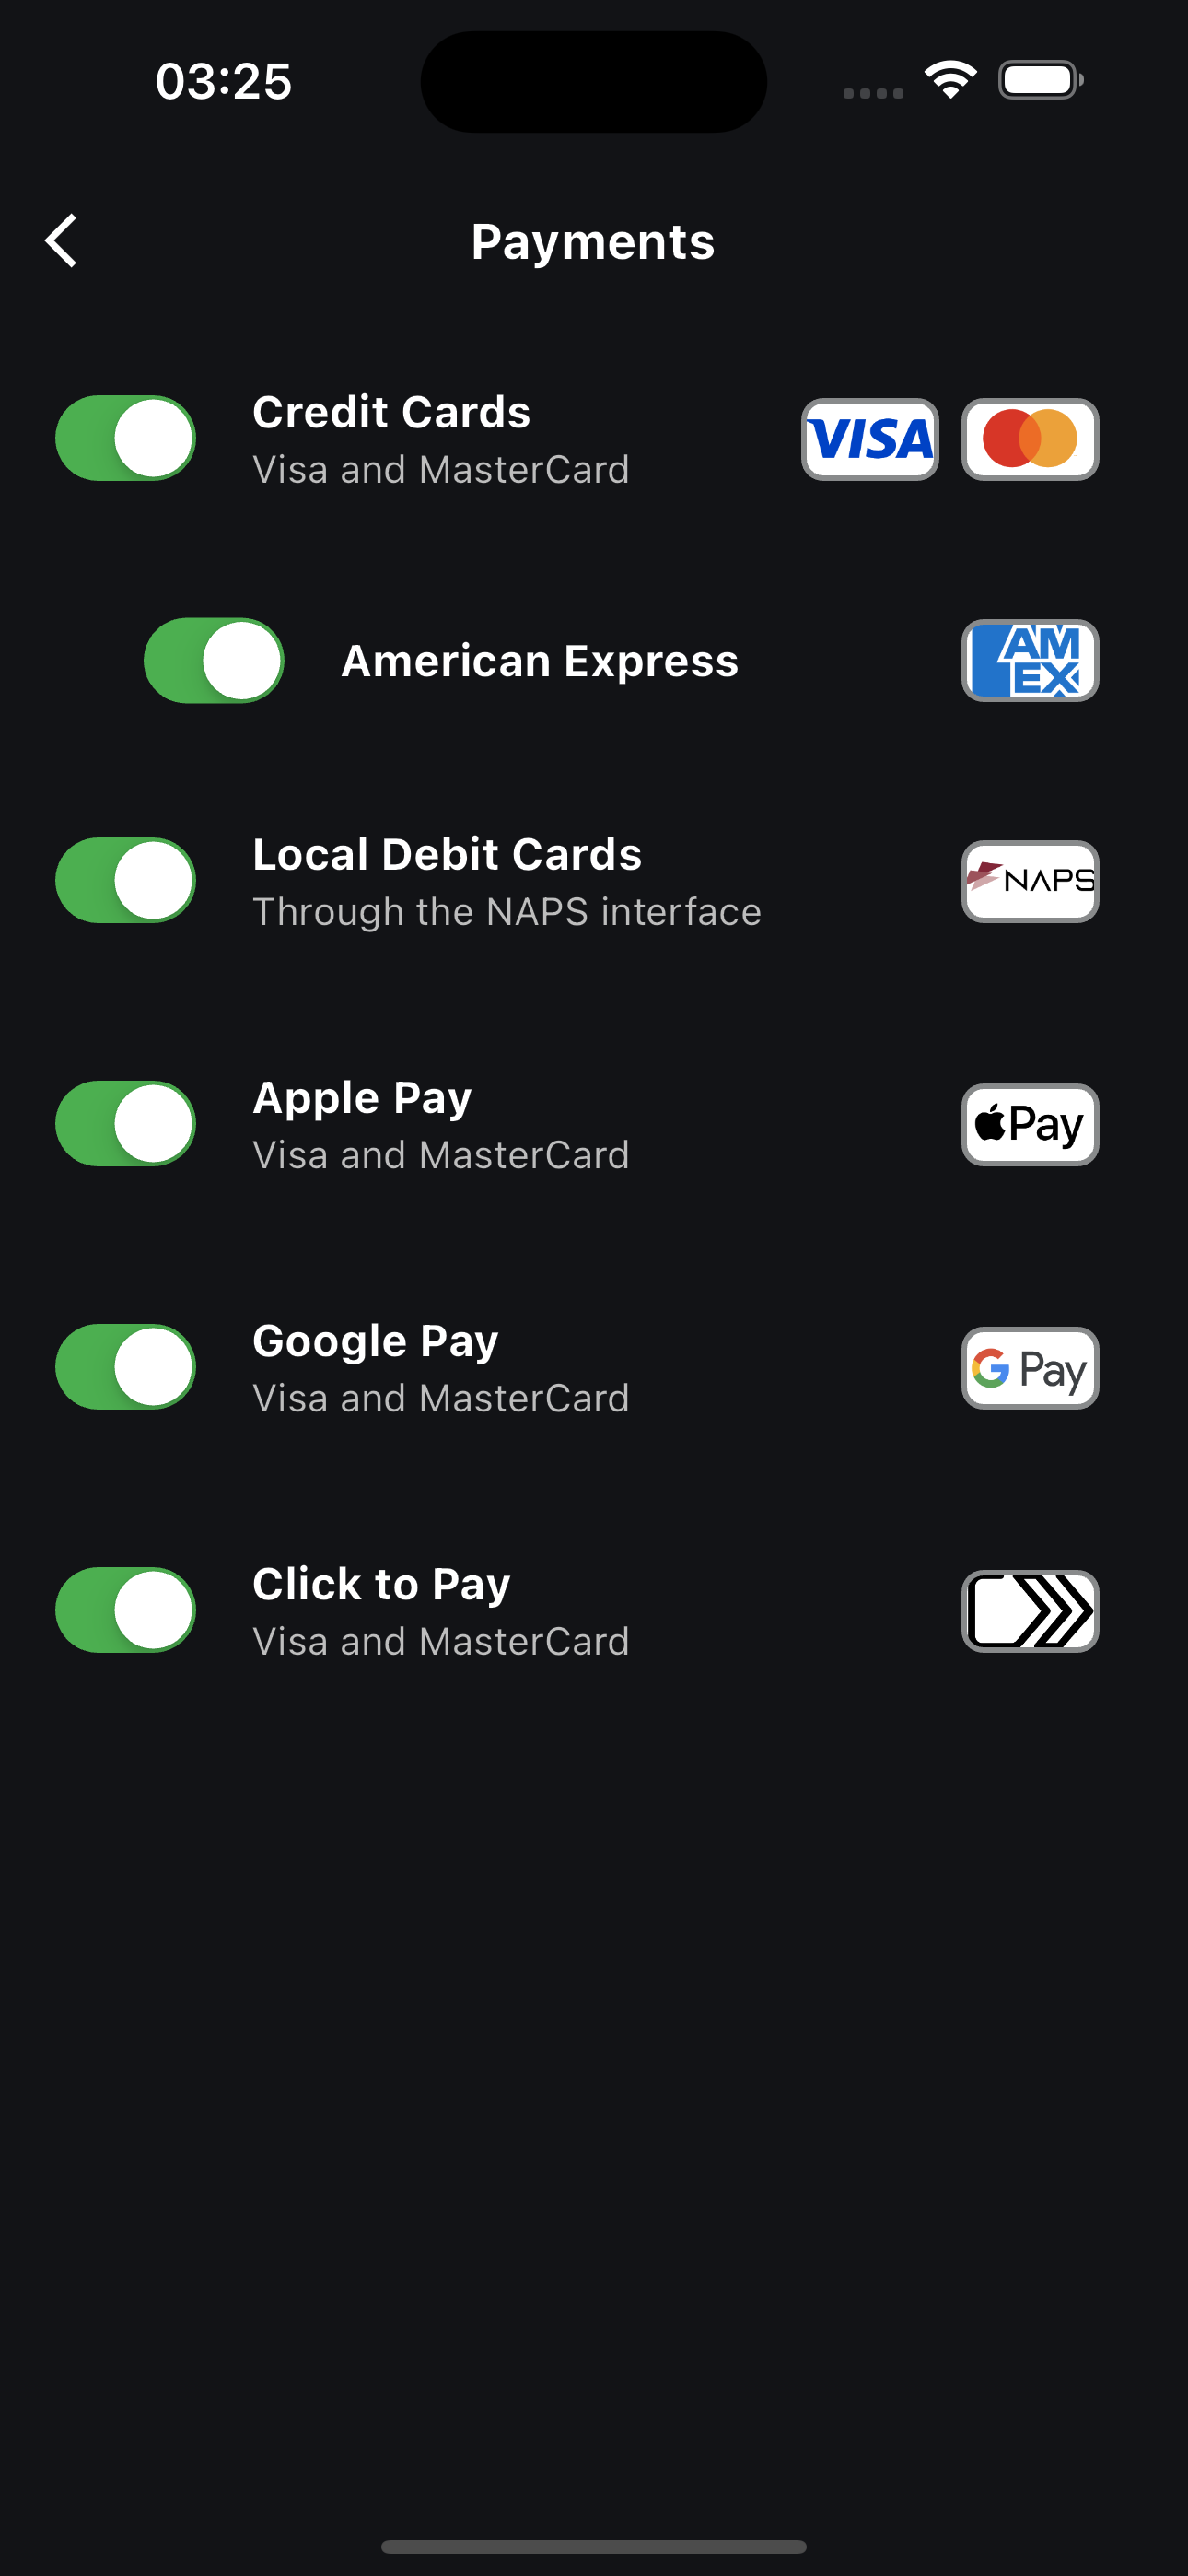 03:25
Payments
Credit Cards
Visa and MasterCard
VISA
American Express
AM
EX
Local Debit Cards
Through the NAPS interface
NAPS
Apple Pay
Visa and MasterCard
Pay
Google Pay
Visa and MasterCard
G Pay
Click to Pay
Visa and MasterCard